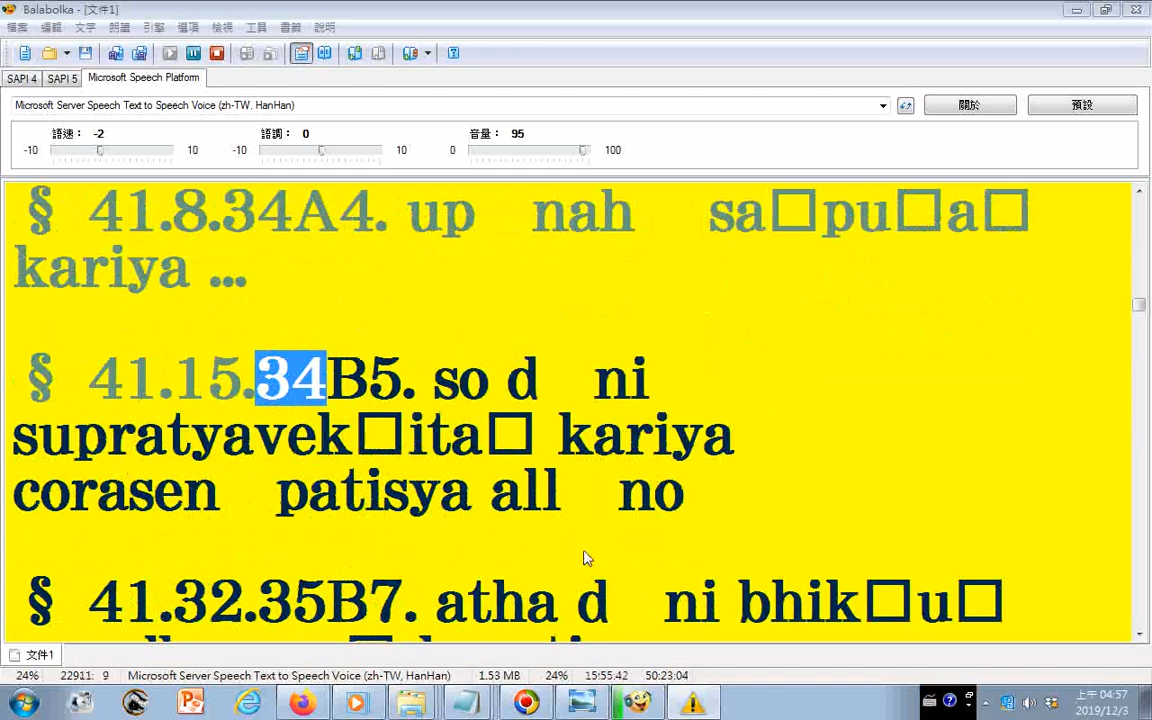 Balabolka - [文件1]
檔案 編輯 文字 朗讀 引擎 選項 檢視 工具 書籤 說明
SAPI 4 SAPI 5 Microsoft Speech Platform
Microsoft Server Speech Text to Speech Voice (zh-TW, HanHan) 關於 預設
語速: -2 語調: 0 音量: 95
-10 10 -10 10 0 100
§ 41.8.34A4. up nah sa□pu□a□
kariya ...
§ 41.15.34B5. so d ni
supratyavek□ita□ kariya
corasen patisya all no
§ 41.32.35B7. atha d ni bhik□u□
文件1
24% 22911: 9 Microsoft Server Speech Text to Speech Voice (zh-TW, HanHan) 1.53 MB 24% 15:55.42 50:23:04
上午 04:57
2019/12/3